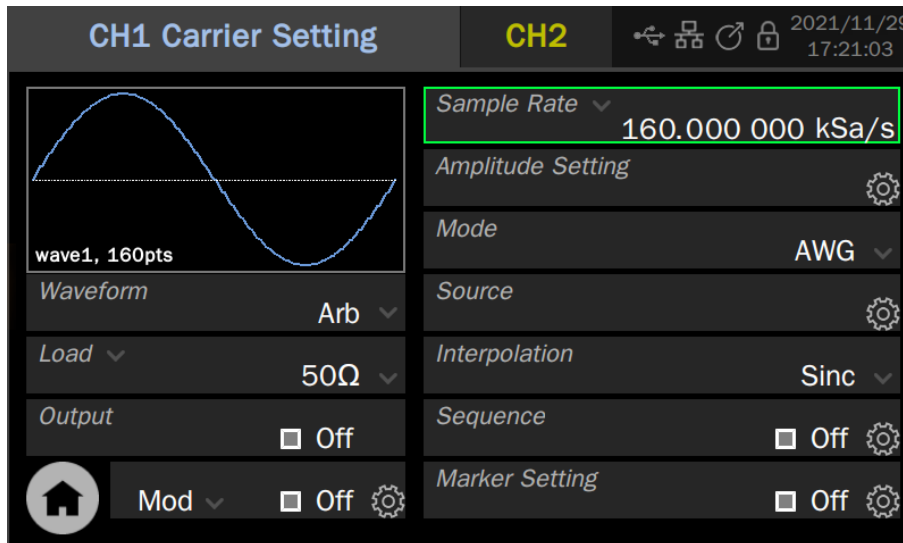 CH1 Carrier Setting
CH2
2021/11/29
17:21:03
wave1, 160pts
Waveform
Arb
Load
50Ω
Output
Off
Mod
Off
Sample Rate
160.000 000 kSa/s
Amplitude Setting
Mode
AWG
Source
Interpolation
Sinc
Sequence
Off
Marker Setting
Off